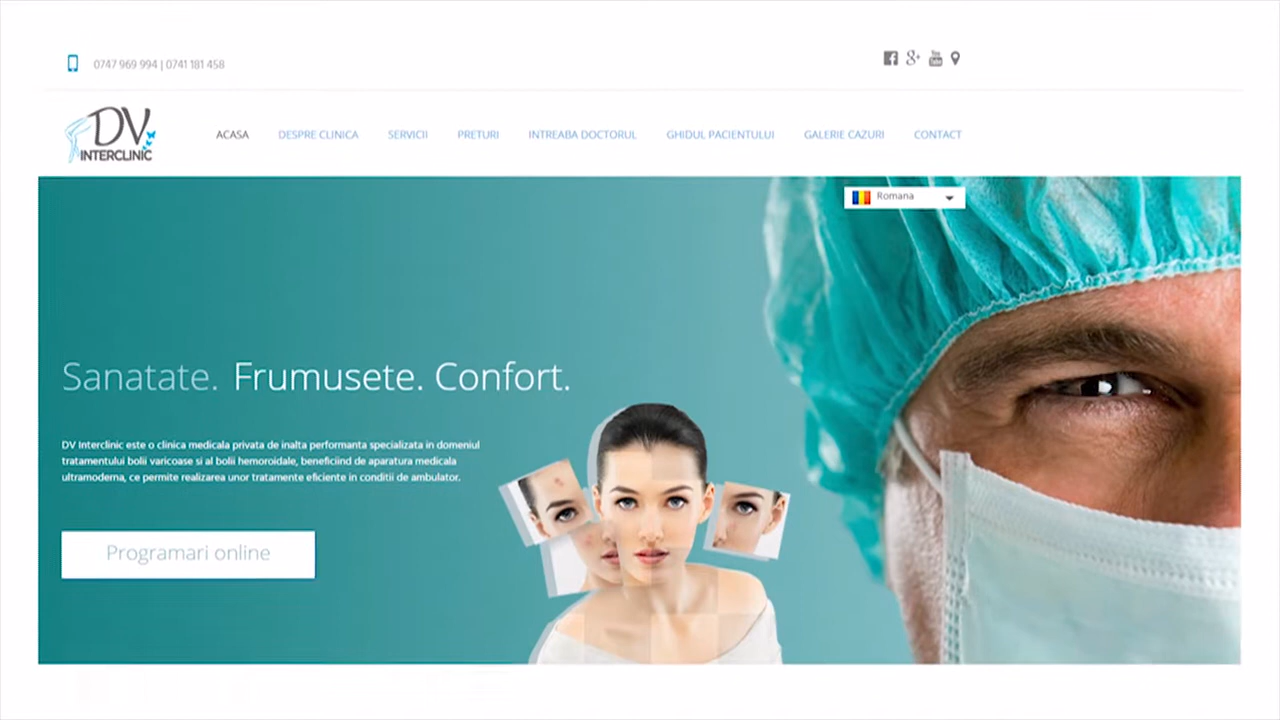 0747 969 994 | 0741 181 458
8+
You
Tube
DV
INTERCLINIC
ACASA DESPRE CLINICA SERVICII PRETURI INTREABA DOCTORUL GHIDUL PACIENTULUI GALERIE CAZURI CONTACT
Romana
Sanatate. Frumusete. Confort.
DV Interclinic este o clinica medicala privata de inalta performanta specializata in domeniul
tratamentului bolii varicoase si al bolii hemoroidale, beneficiind de aparatura medicala
ultramoderna, ce permite realizarea unor tratamente eficiente in conditii de ambulator.
Programari online